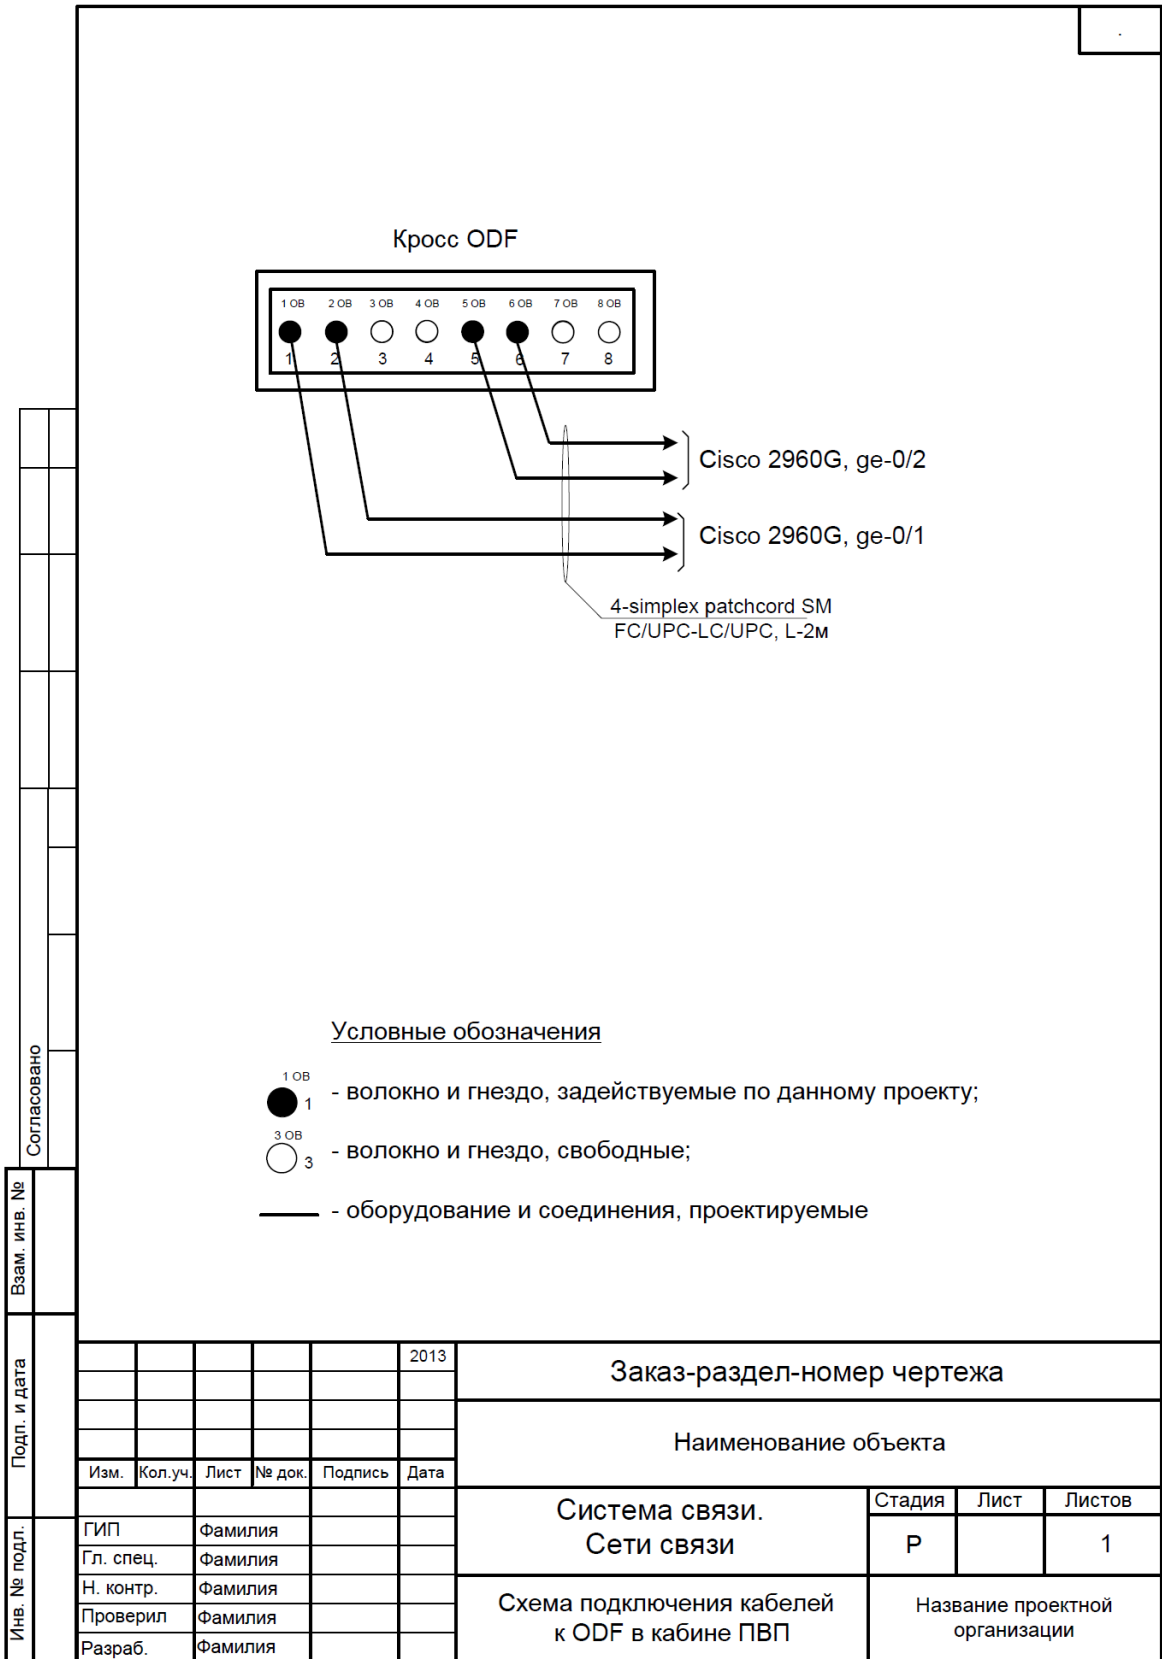 .
Кросс ODF
1 ОВ 2 ОВ 3 ОВ 4 ОВ 5 ОВ 6 ОВ 7 ОВ 8 ОВ
1 2 3 4 5 6 7 8
Cisco 2960G, ge-0/2
Cisco 2960G, ge-0/1
4-simplex patchcord SM
FC/UPC-LC/UPC, L-2м
Условные обозначения
1 ОВ
1 - волокно и гнездо, задействуемые по данному проекту;
3 ОВ
3 - волокно и гнездо, свободные;
- оборудование и соединения, проектируемые
Согласовано
Взам. инв. №
Подп. и дата
Инв. № подл.
2013
Изм. Кол.уч. Лист № док. Подпись Дата
ГИП Фамилия
Гл. спец. Фамилия
Н. контр. Фамилия
Проверил Фамилия
Разраб. Фамилия
Заказ-раздел-номер чертежа
Наименование объекта
Система связи.
Сети связи
Стадия Лист Листов
Р 1
Схема подключения кабелей
к ODF в кабине ПВП
Название проектной
организации